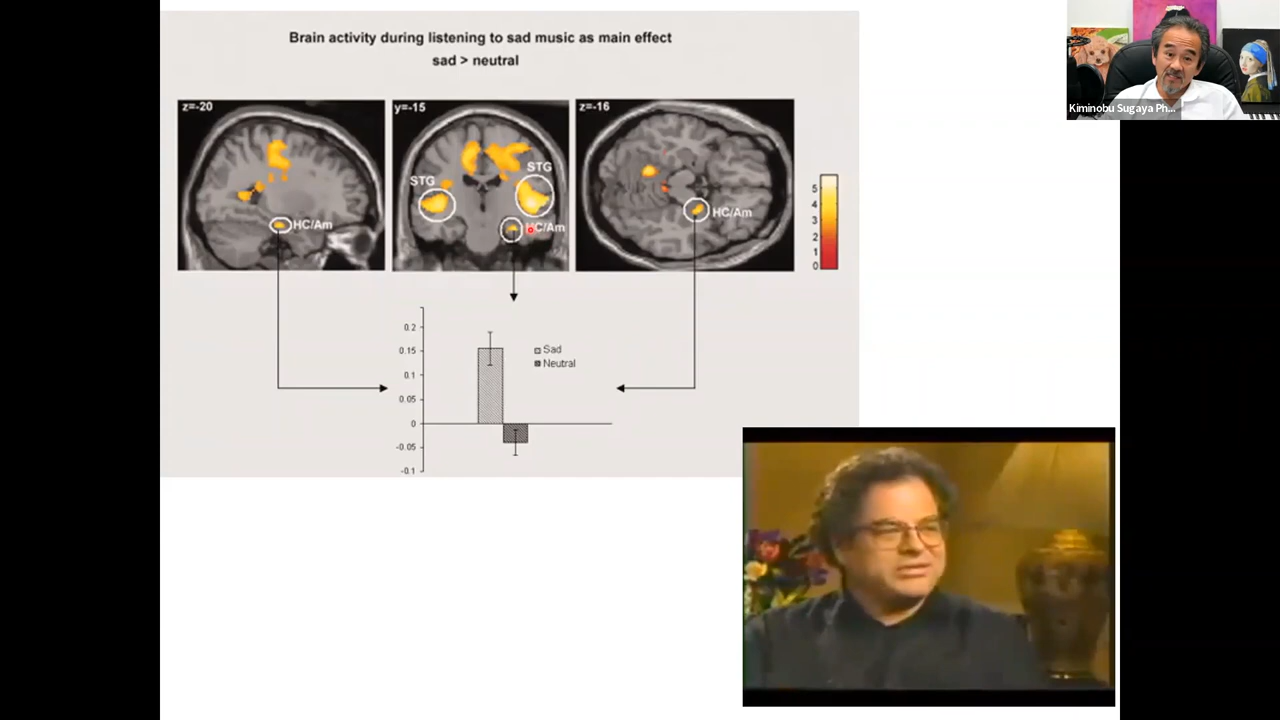 Brain activity during listening to sad music as main effect
sad > neutral
z=-20
y=-15
z=-16
STG
STG
HC/Am
HC/Am
HC/Am
5
4
3
2
1
0
0.2
0.15
0.1
0.05
0
-0.05
-0.1
Sad
Neutral
Kiminobu Sugaya Ph...